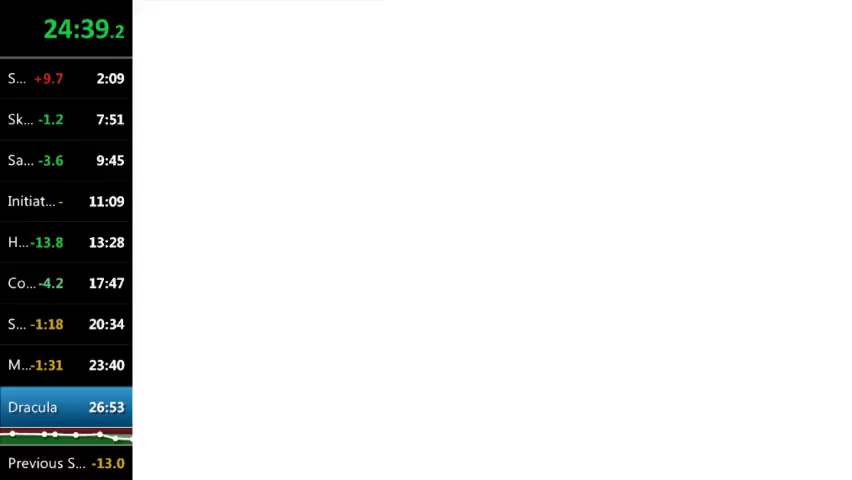 24:39.2
S... +9.7 2:09
Sk... -1.2 7:51
Sa... -3.6 9:45
Initiat... - 11:09
H... -13.8 13:28
Co... -4.2 17:47
S... -1:18 20:34
M... -1:31 23:40
Dracula 26:53
Previous S... -13.0